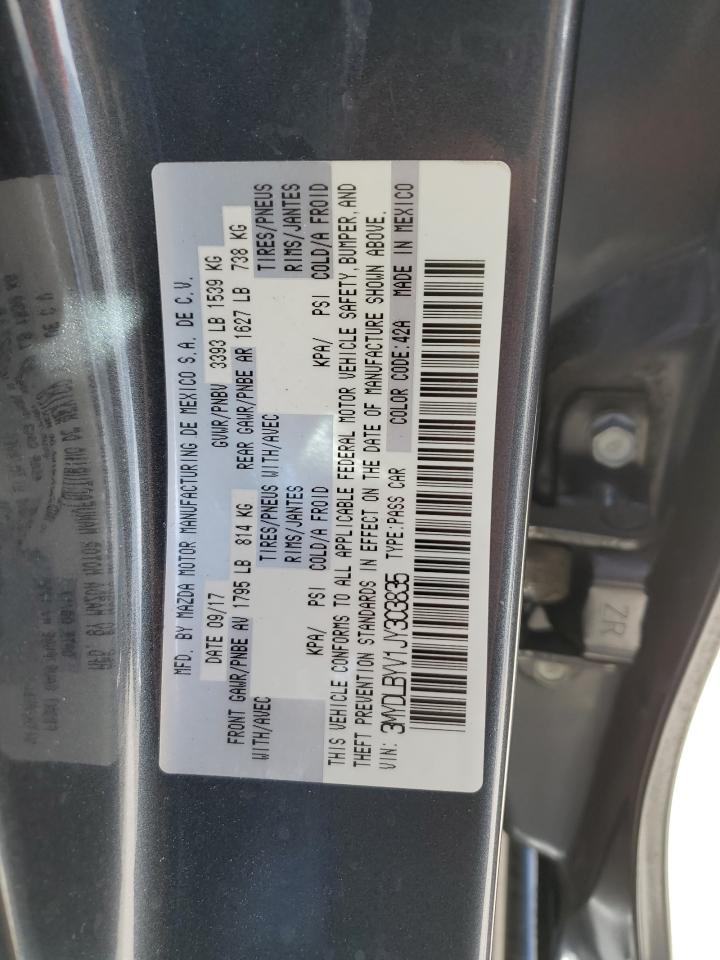 MFD. BY MAZDA MOTOR MANUFACTURING DE MEXICO S.A. DE C.V.
DATE 09/17 GVWR/PNBV 3393 LB 1539 KG
FRONT GAWR/PNBE AV 1795 LB 814 KG REAR GAWR/PNBE AR 1627 LB 738 KG
WITH/AVEC TIRES/PNEUS WITH/AVEC TIRES/PNEUS
RIMS/JANTES RIMS/JANTES
KPA/ PSI COLD/A FROID KPA/ PSI COLD/A FROID
THIS VEHICLE CONFORMS TO ALL APPLICABLE FEDERAL MOTOR VEHICLE SAFETY, BUMPER, AND
THEFT PREVENTION STANDARDS IN EFFECT ON THE DATE OF MANUFACTURE SHOWN ABOVE.
VIN: 3MYDLBYV1JY303835 TYPE:PASS CAR COLOR CODE:42A MADE IN MEXICO
ZR